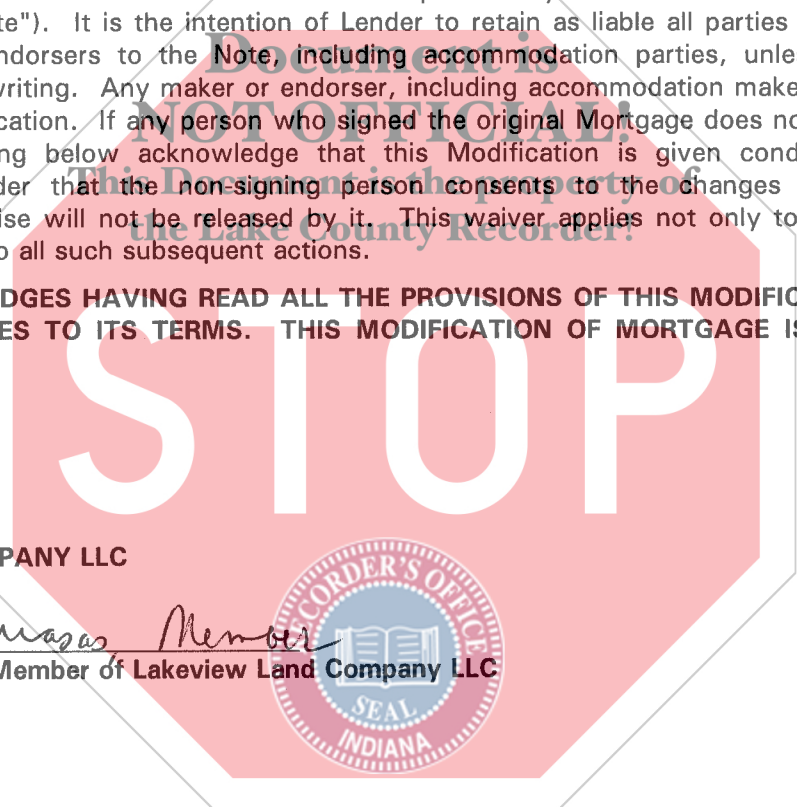 te"). It is the intention of Lender to retain as liable all parties
ndorsers to the Note, including accommodation parties, unle
vriting. Any maker or endorser, including accommodation make
cation. If any person who signed the original Mortgage does no
ng below acknowledge that this Modification is given cond
der that the non-signing person consents to the changes
ise will not be released by it. This waiver applies not only to
o all such subsequent actions.
Document is
NOT OFFICIAL!
This Document is the property of
the Lake County Recorder!
DGES HAVING READ ALL THE PROVISIONS OF THIS MODIFIC
ES TO ITS TERMS. THIS MODIFICATION OF MORTGAGE IS
STOP
PANY LLC
Member
Member of Lakeview Land Company LLC
RECORDER'S OFFICE
SEAL
INDIANA